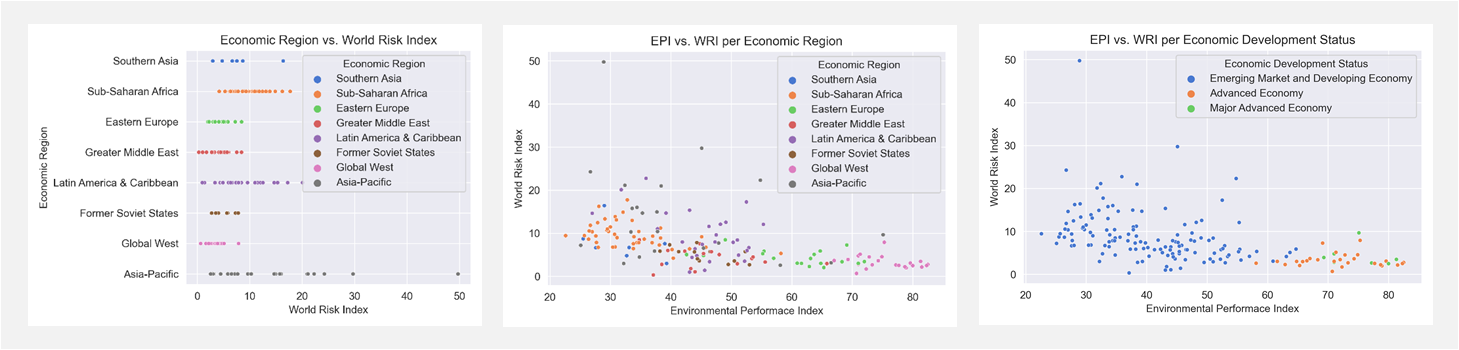 Economic Region vs. World Risk Index
Economic Region
Southern Asia
Sub-Saharan Africa
Eastern Europe
Greater Middle East
Latin America & Caribbean
Former Soviet States
Global West
Asia-Pacific
Economic Region
Southern Asia
Sub-Saharan Africa
Eastern Europe
Greater Middle East
Latin America & Caribbean
Former Soviet States
Global West
Asia-Pacific
0 10 20 30 40 50
World Risk Index
EPI vs. WRI per Economic Region
World Risk Index
50
40
30
20
10
0
Economic Region
Southern Asia
Sub-Saharan Africa
Eastern Europe
Greater Middle East
Latin America & Caribbean
Former Soviet States
Global West
Asia-Pacific
20 30 40 50 60 70 80
Environmental Performace Index
EPI vs. WRI per Economic Development Status
World Risk Index
50
40
30
20
10
0
Economic Development Status
Emerging Market and Developing Economy
Advanced Economy
Major Advanced Economy
20 30 40 50 60 70 80
Environmental Performace Index